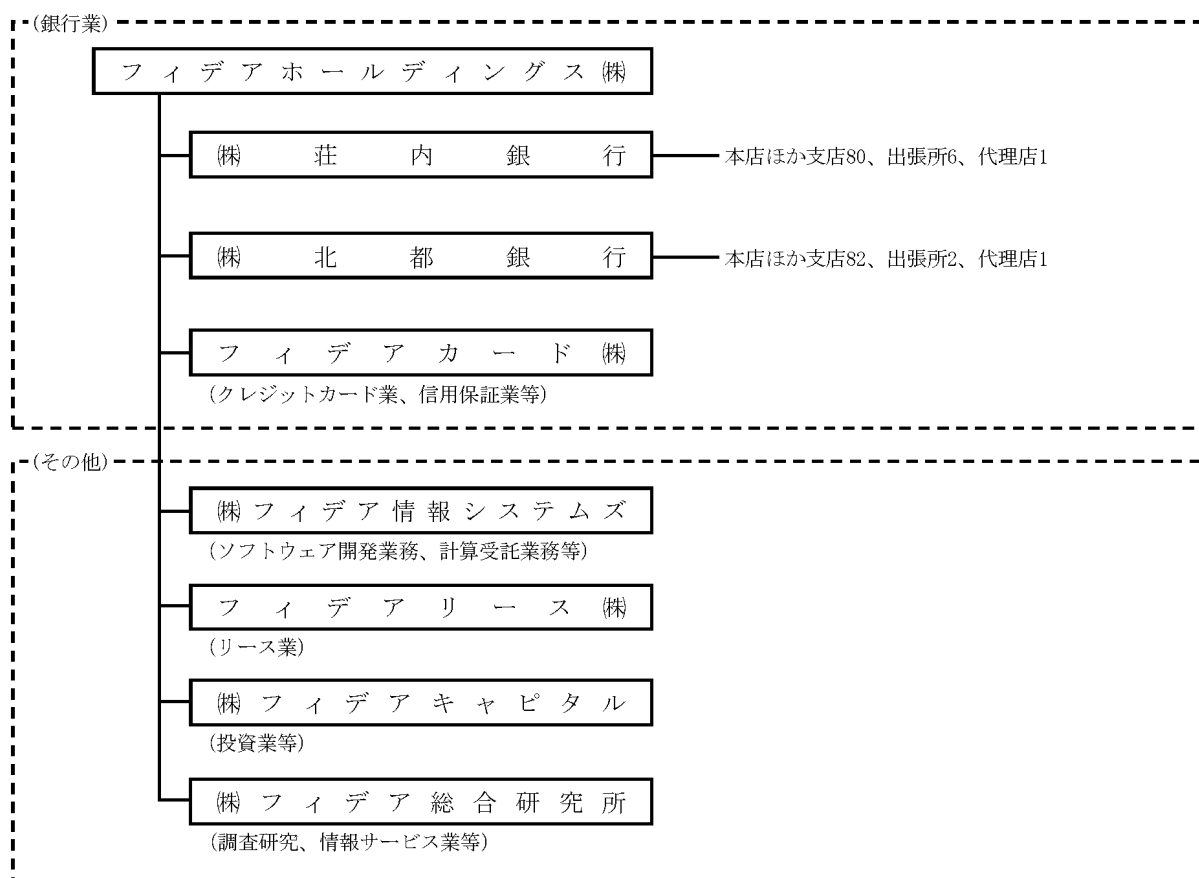 (銀行業)
フィデアホールディングス㈱
㈱荘内銀行
本店ほか支店80、出張所6、代理店1
㈱北都銀行
本店ほか支店82、出張所2、代理店1
フィデアカード㈱
(クレジットカード業、信用保証業等)
(その他)
㈱フィデア情報システムズ
(ソフトウェア開発業務、計算受託業務等)
フィデアリース㈱
(リース業)
㈱フィデアキャピタル
(投資業等)
㈱フィデア総合研究所
(調査研究、情報サービス業等)